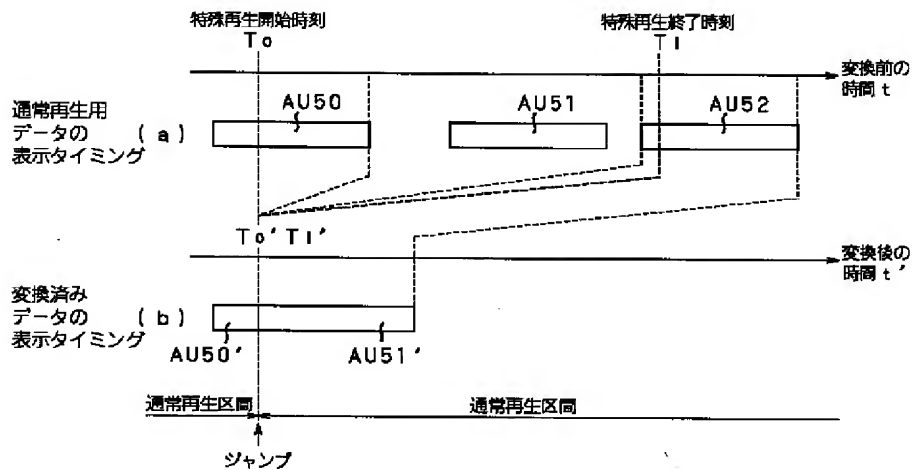 特殊再生開始時刻
To
特殊再生終了時刻
T1
変換前の
時間 t
通常再生用
データの (a)
表示タイミング
AU50
AU51
AU52
To' T1'
変換後の
時間 t'
変換済み
データの (b)
表示タイミング
AU50'
AU51'
通常再生区間
通常再生区間
ジャンプ